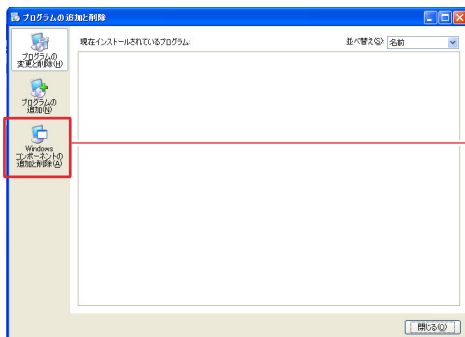 プログラムの追加と削除
プログラムの
変更と削除(H)
現在インストールされているプログラム:
並べ替え(S):
名前
プログラムの
追加(N)
Windows
コンポーネントの
追加と削除(A)
閉じる(O)